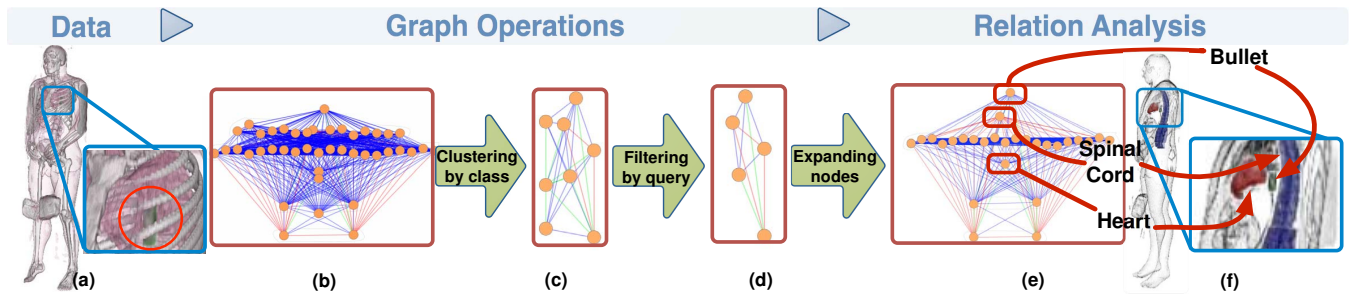 Data
Graph Operations
Relation Analysis
Bullet
Clustering
by class
Filtering
by query
Expanding
nodes
Spinal
Cord
Heart
(a)
(b)
(c)
(d)
(e)
(f)